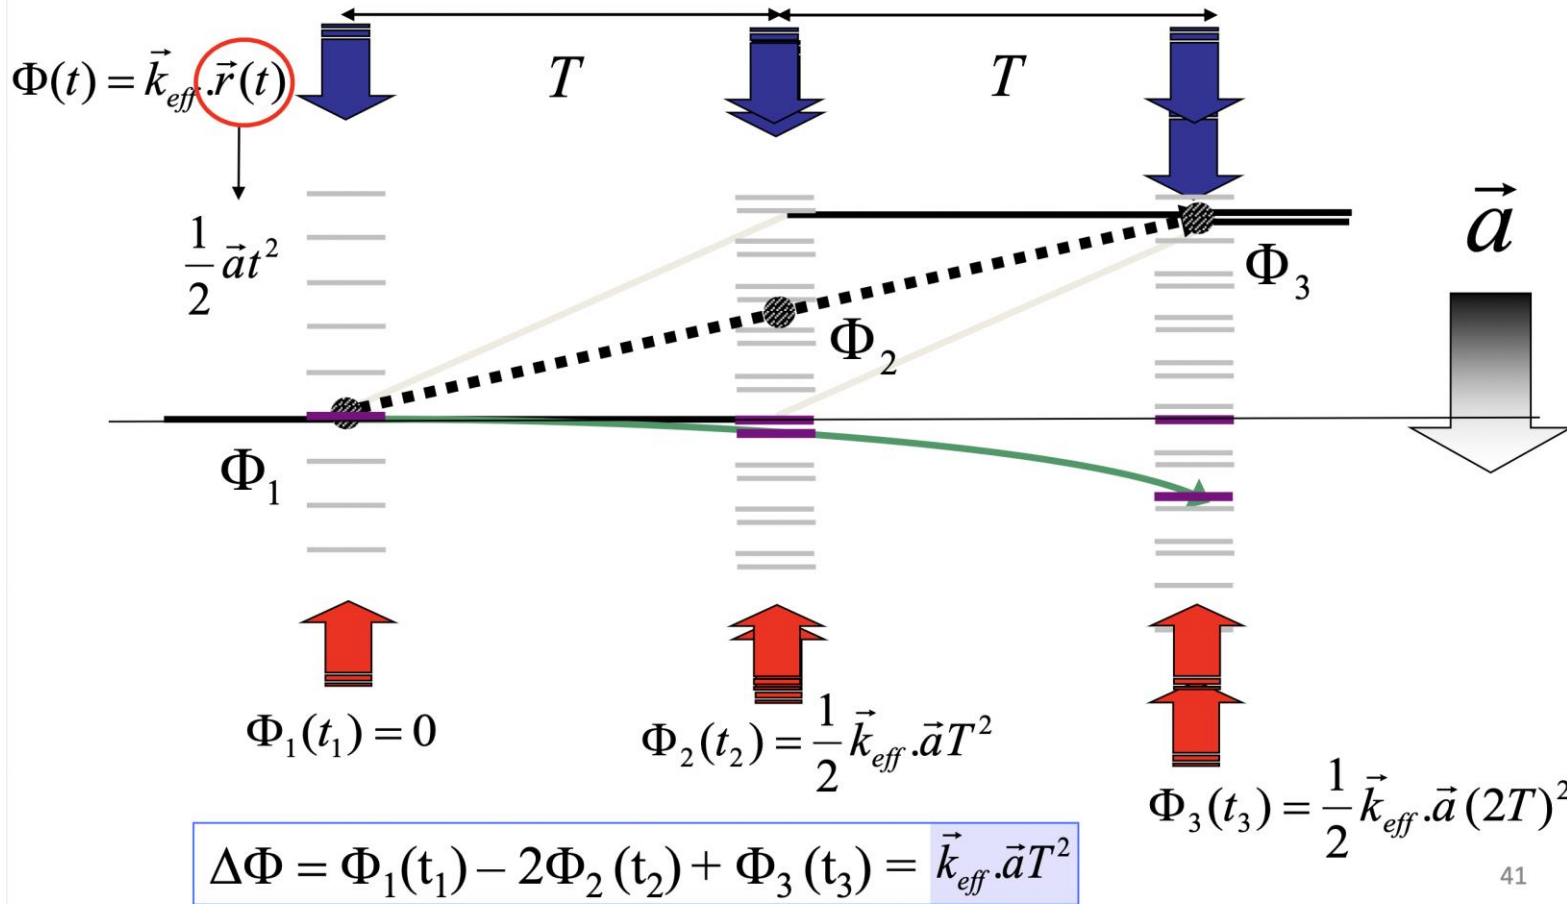 T
T
Φ(t) = k⃗_eff . r⃗(t)
1/2 a⃗t²
a⃗
Φ₃
Φ₂
Φ₁
Φ₁(t₁) = 0
Φ₂(t₂) = 1/2 k⃗_eff . a⃗T²
Φ₃(t₃) = 1/2 k⃗_eff . a⃗(2T)²
ΔΦ = Φ₁(t₁) – 2Φ₂ (t₂) + Φ₃ (t₃) = k⃗_eff . a⃗T²
41